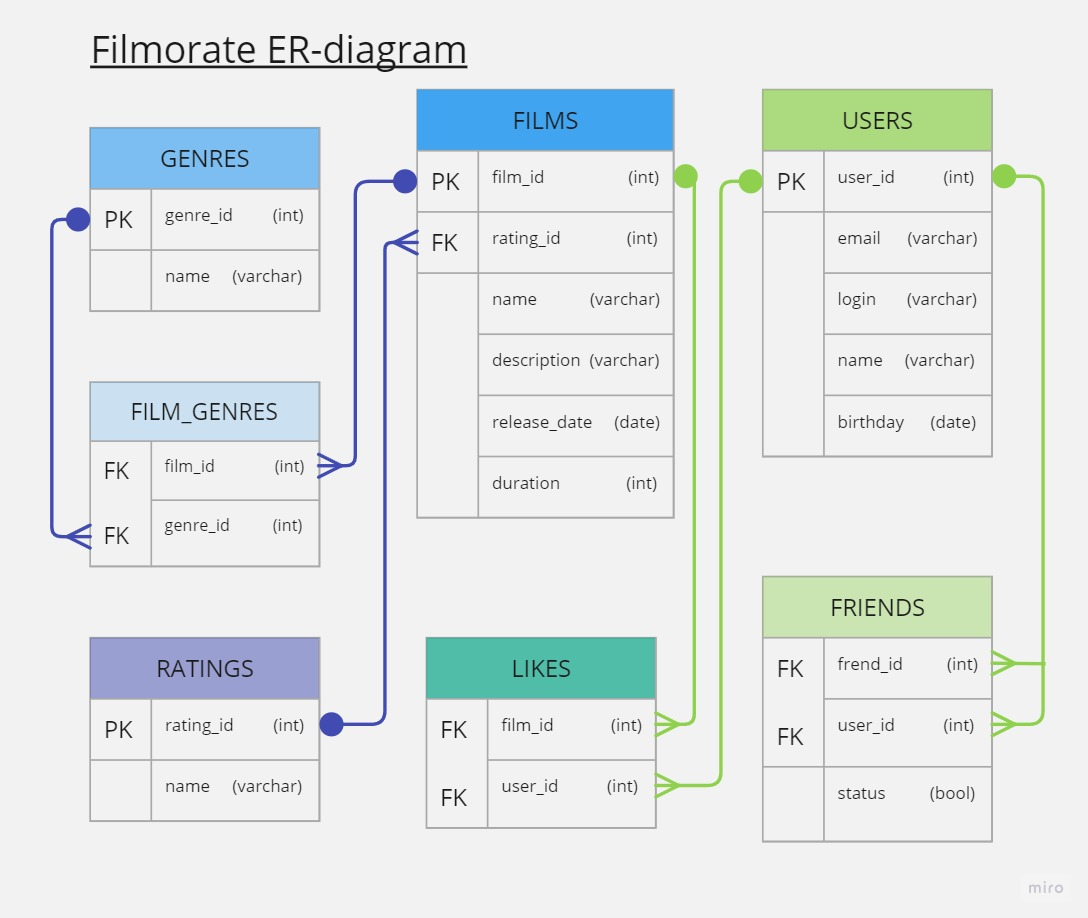 Filmorate ER-diagram
GENRES
PK genre_id (int)
name (varchar)
FILM_GENRES
FK film_id (int)
FK genre_id (int)
RATINGS
PK rating_id (int)
name (varchar)
FILMS
PK film_id (int)
FK rating_id (int)
name (varchar)
description (varchar)
release_date (date)
duration (int)
LIKES
FK film_id (int)
FK user_id (int)
USERS
PK user_id (int)
email (varchar)
login (varchar)
name (varchar)
birthday (date)
FRIENDS
FK frend_id (int)
FK user_id (int)
status (bool)
miro